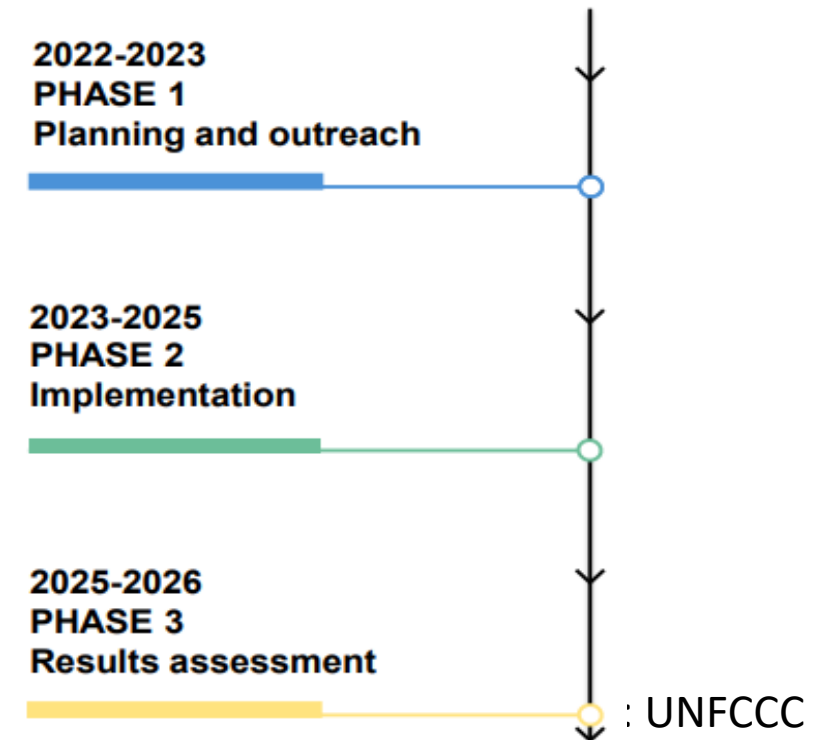 2022-2023
PHASE 1
Planning and outreach
2023-2025
PHASE 2
Implementation
2025-2026
PHASE 3
Results assessment
: UNFCCC